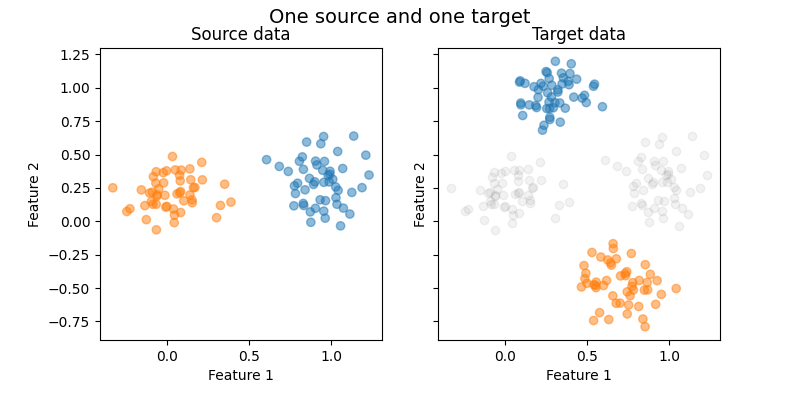 One source and one target
Source data
Target data
1.25
1.00
0.75
0.50
0.25
0.00
−0.25
−0.50
−0.75
Feature 2
Feature 2
0.0
0.5
1.0
0.0
0.5
1.0
Feature 1
Feature 1